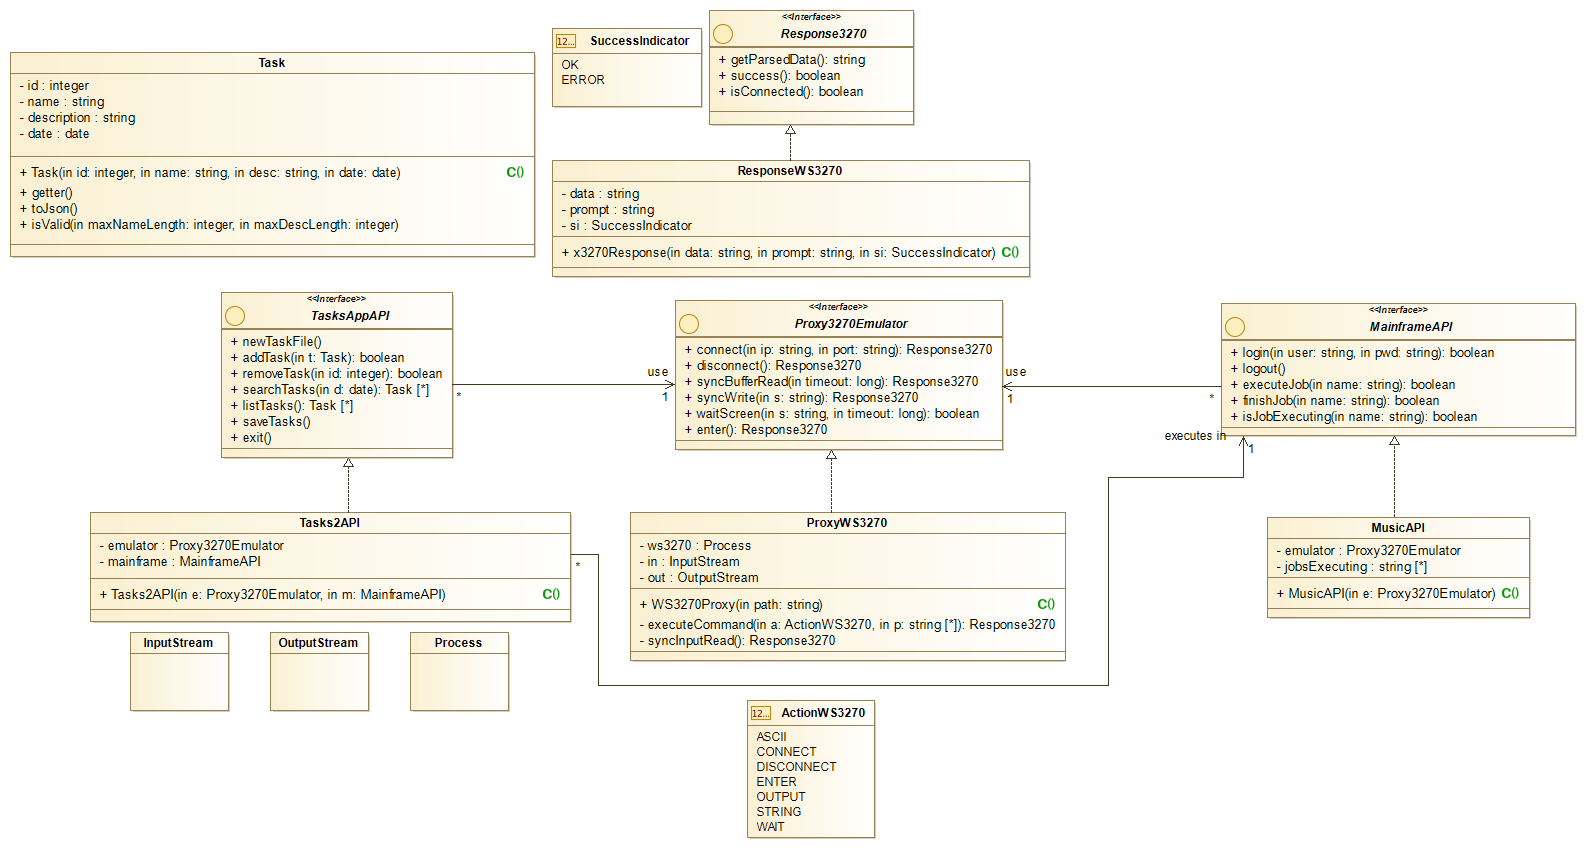 Task
- id : integer
- name : string
- description : string
- date : date
+ Task(in id: integer, in name: string, in desc: string, in date: date) C()
+ getter()
+ toJson()
+ isValid(in maxNameLength: integer, in maxDescLength: integer)
12... SuccessIndicator
OK
ERROR
<<Interface>>
Response3270
+ getParsedData(): string
+ success(): boolean
+ isConnected(): boolean
ResponseWS3270
- data : string
- prompt : string
- si : SuccessIndicator
+ x3270Response(in data: string, in prompt: string, in si: SuccessIndicator) C()
<<Interface>>
TasksAppAPI
+ newTaskFile()
+ addTask(in t: Task): boolean
+ removeTask(in id: integer): boolean
+ searchTasks(in d: date): Task [*]
+ listTasks(): Task [*]
+ saveTasks()
+ exit()
use
*
1
<<Interface>>
Proxy3270Emulator
+ connect(in ip: string, in port: string): Response3270
+ disconnect(): Response3270
+ syncBufferRead(in timeout: long): Response3270
+ syncWrite(in s: string): Response3270
+ waitScreen(in s: string, in timeout: long): boolean
+ enter(): Response3270
use
1
*
<<Interface>>
MainframeAPI
+ login(in user: string, in pwd: string): boolean
+ logout()
+ executeJob(in name: string): boolean
+ finishJob(in name: string): boolean
+ isJobExecuting(in name: string): boolean
executes in
1
Tasks2API
- emulator : Proxy3270Emulator
- mainframe : MainframeAPI
+ Tasks2API(in e: Proxy3270Emulator, in m: MainframeAPI) C()
*
ProxyWS3270
- ws3270 : Process
- in : InputStream
- out : OutputStream
+ WS3270Proxy(in path: string) C()
- executeCommand(in a: ActionWS3270, in p: string [*]): Response3270
- syncInputRead(): Response3270
MusicAPI
- emulator : Proxy3270Emulator
- jobsExecuting : string [*]
+ MusicAPI(in e: Proxy3270Emulator) C()
InputStream
OutputStream
Process
12... ActionWS3270
ASCII
CONNECT
DISCONNECT
ENTER
OUTPUT
STRING
WAIT